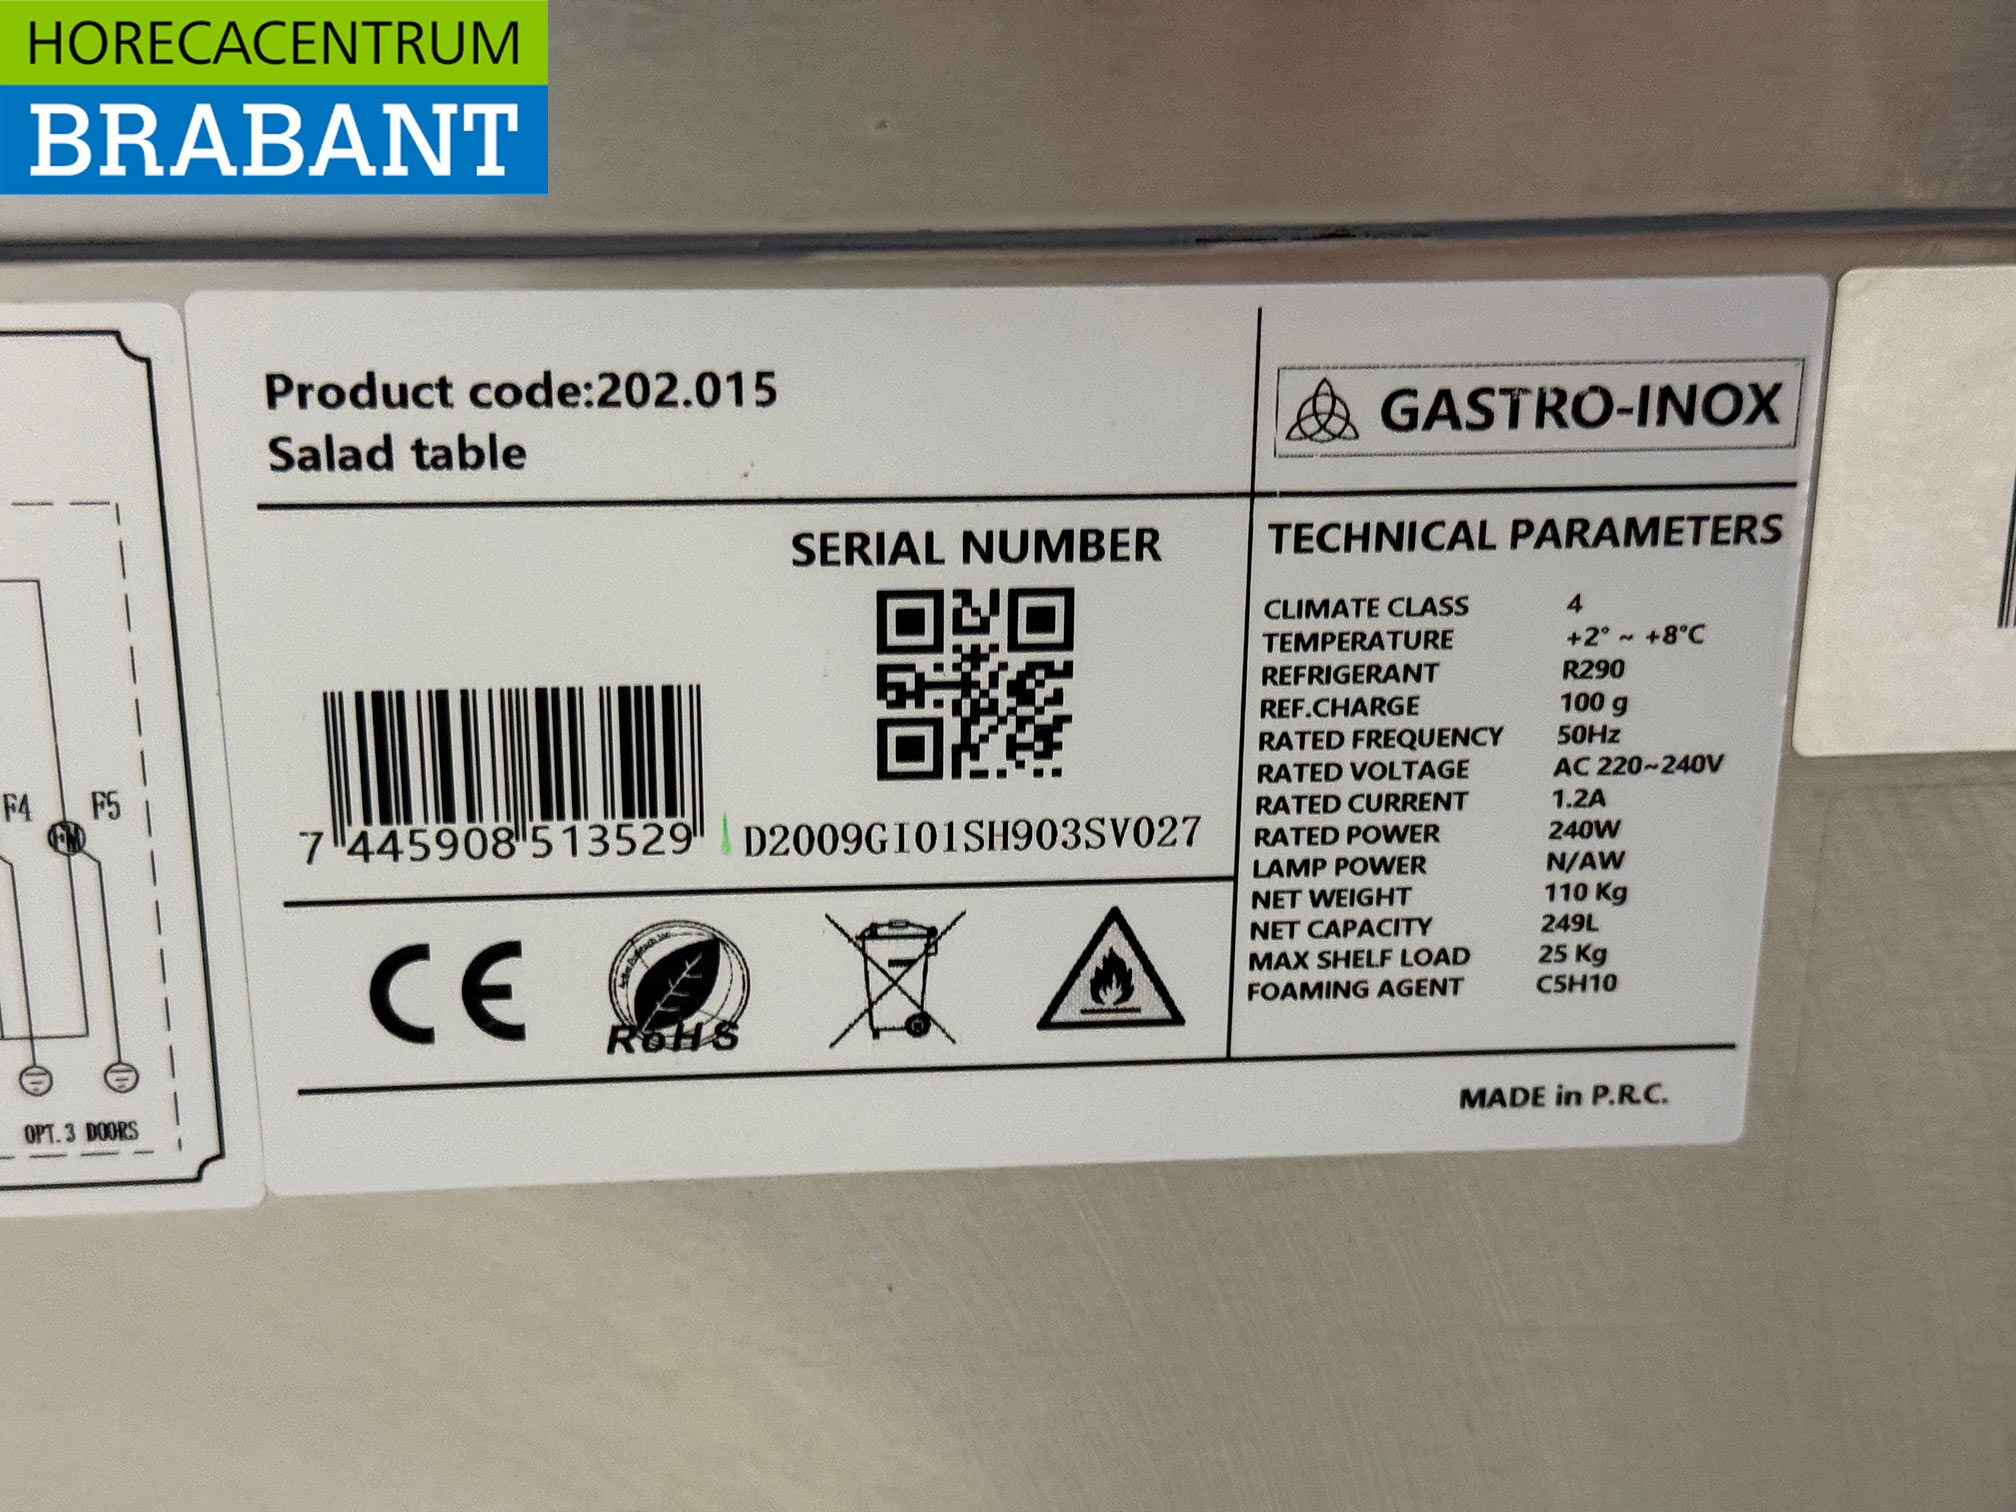 HORECACENTRUM
BRABANT
Product code:202.015
Salad table
GASTRO-INOX
SERIAL NUMBER
7 445908 513529
D2009GI01SH903SV027
CE
RoHS
TECHNICAL PARAMETERS
CLIMATE CLASS 4
TEMPERATURE +2° ~ +8°C
REFRIGERANT R290
REF.CHARGE 100 g
RATED FREQUENCY 50Hz
RATED VOLTAGE AC 220~240V
RATED CURRENT 1.2A
RATED POWER 240W
LAMP POWER N/AW
NET WEIGHT 110 Kg
NET CAPACITY 249L
MAX SHELF LOAD 25 Kg
FOAMING AGENT C5H10
MADE in P.R.C.
F4 F5
FM
OPT.3 DOORS